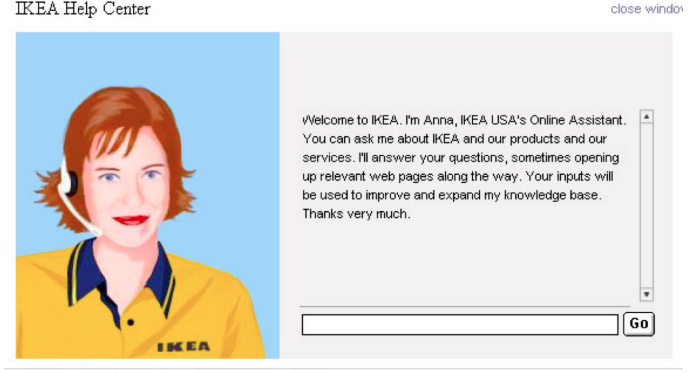 IKEA Help Center
close window
Welcome to IKEA. I'm Anna, IKEA USA's Online Assistant.
You can ask me about IKEA and our products and our
services. I'll answer your questions, sometimes opening
up relevant web pages along the way. Your inputs will
be used to improve and expand my knowledge base.
Thanks very much.
Go
IKEA